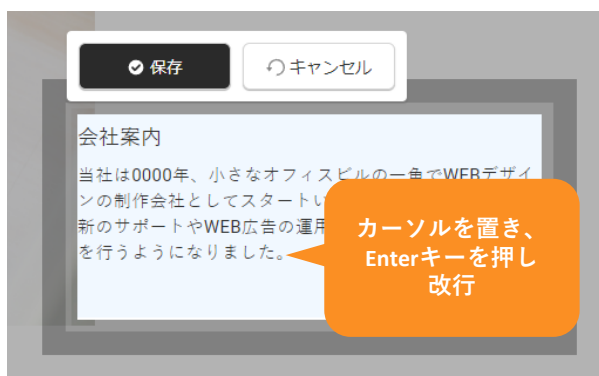 保存
キャンセル
会社案内
当社は0000年、小さなオフィスビルの一角でWEBデザイ
ンの制作会社としてスタートい
新のサポートやWEB広告の運用
を行うようになりました。
カーソルを置き、
Enterキーを押し
改行